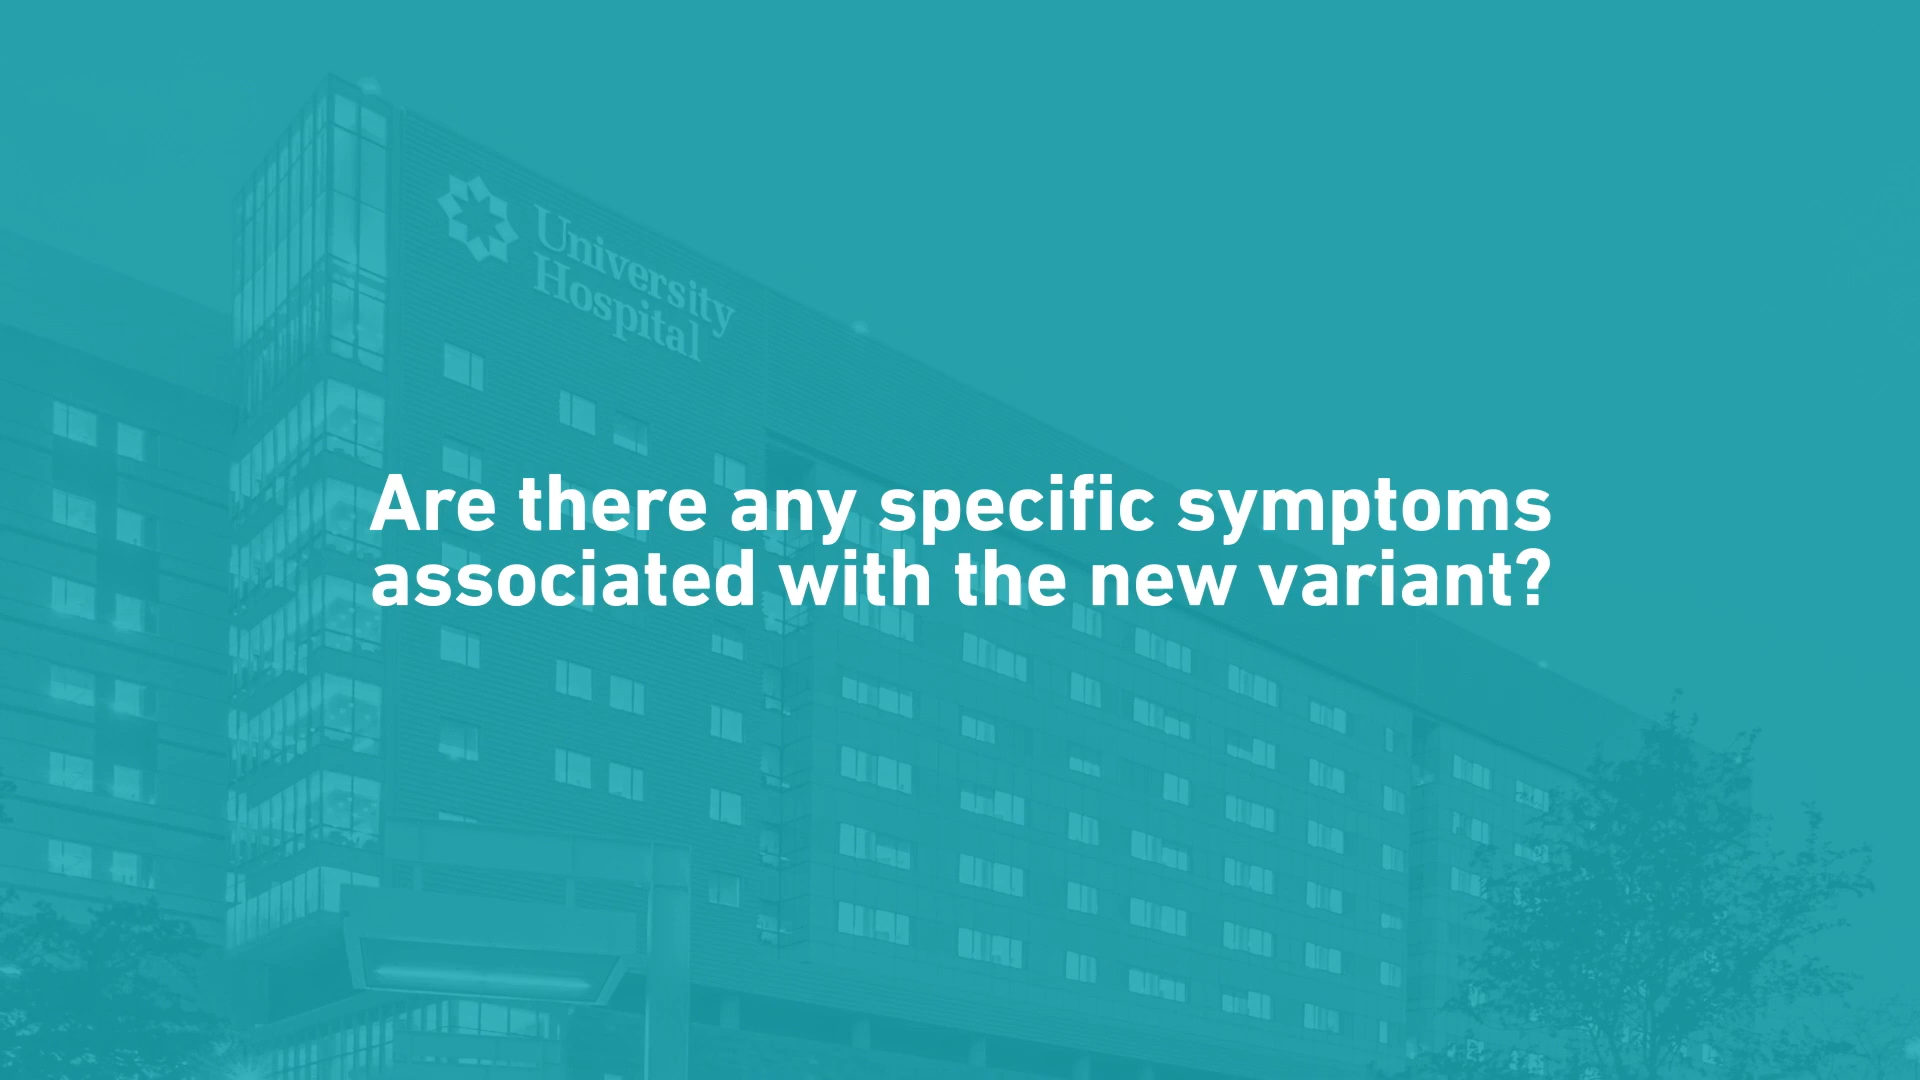 University
Hospital
Are there any specific symptoms
associated with the new variant?